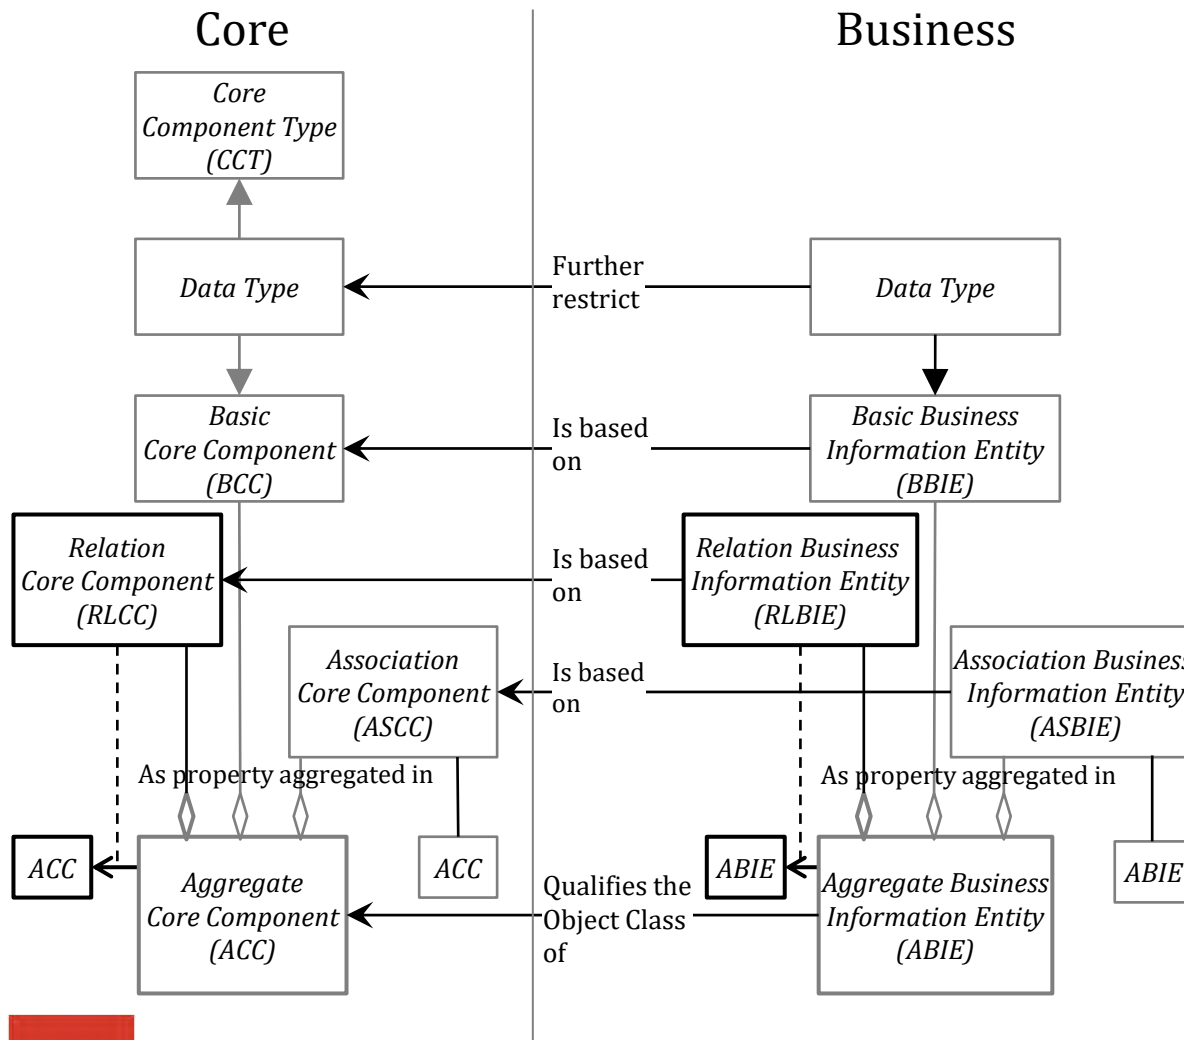 Core
Business
Core
Component Type
(CCT)
Data Type
Further
restrict
Data Type
Basic
Core Component
(BCC)
Is based
on
Basic Business
Information Entity
(BBIE)
Relation
Core Component
(RLCC)
Is based
on
Relation Business
Information Entity
(RLBIE)
Association
Core Component
(ASCC)
Is based
on
Association Business
Information Entity
(ASBIE)
As property aggregated in
As property aggregated in
ACC
Aggregate
Core Component
(ACC)
ACC
Qualifies the
Object Class
of
ABIE
Aggregate Business
Information Entity
(ABIE)
ABIE